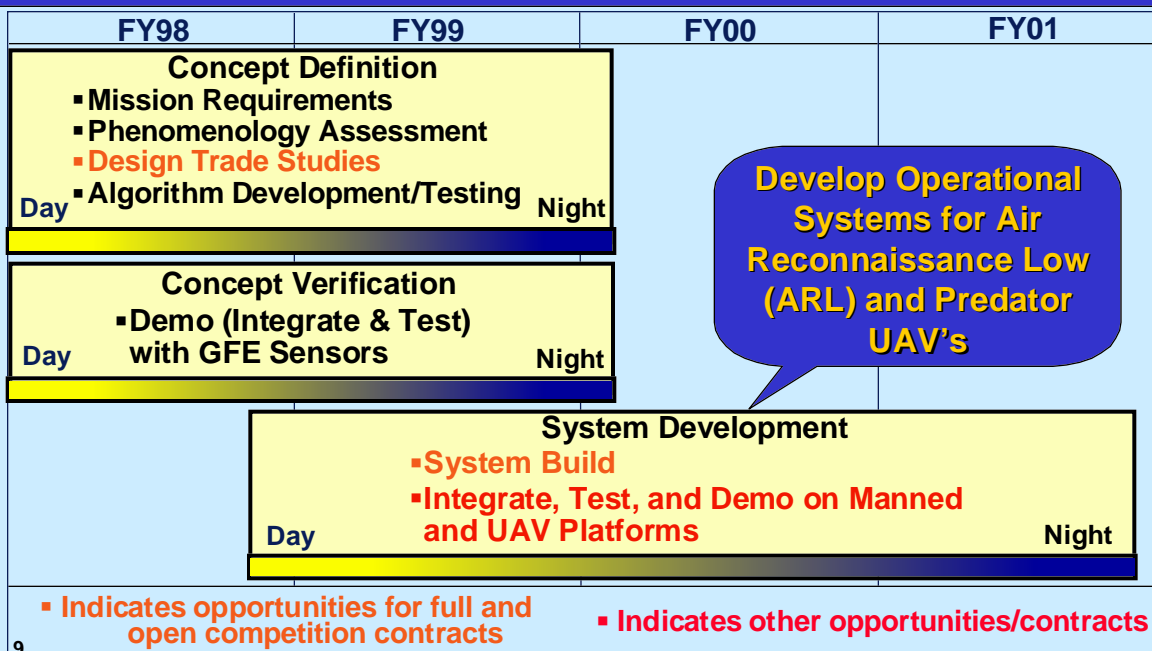 FY98 FY99 FY00 FY01
Concept Definition
▪Mission Requirements
▪Phenomenology Assessment
▪Design Trade Studies
▪Algorithm Development/Testing
Day Night
Concept Verification
▪Demo (Integrate & Test)
with GFE Sensors
Day Night
Develop Operational
Systems for Air
Reconnaissance Low
(ARL) and Predator
UAV's
System Development
▪System Build
▪Integrate, Test, and Demo on Manned
and UAV Platforms
Day Night
▪ Indicates opportunities for full and
open competition contracts
▪ Indicates other opportunities/contracts
9